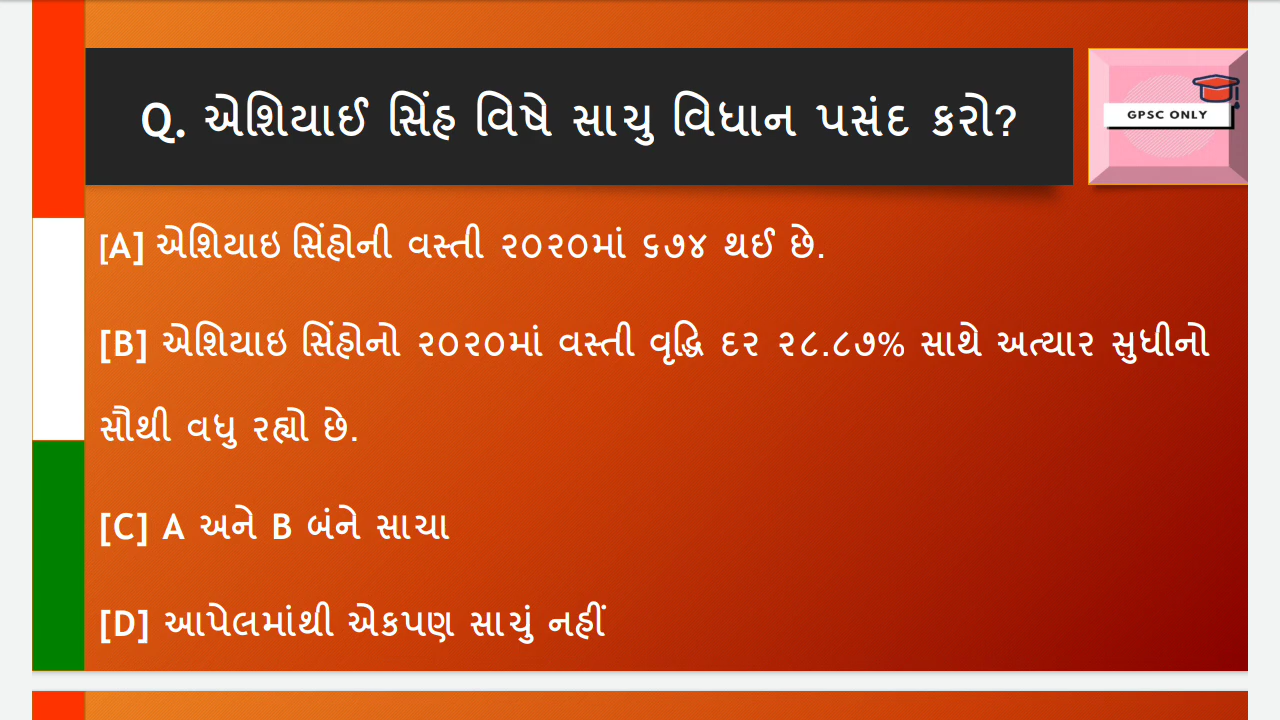 Q. એશિયાઈ સિંહ વિષે સાચુ વિધાન પસંદ કરો?
GPSC ONLY
[A] એશિયાઇ સિંહોની વસ્તી ૨૦૨૦માં ૬૭૪ થઈ છે.
[B] એશિયાઇ સિંહોનો ૨૦૨૦માં વસ્તી વૃદ્ધિ દર ૨૮.૮૭% સાથે અત્યાર સુધીનો
સૌથી વધુ રહ્યો છે.
[C] A અને B બંને સાચા
[D] આપેલમાંથી એકપણ સાચું નહીં